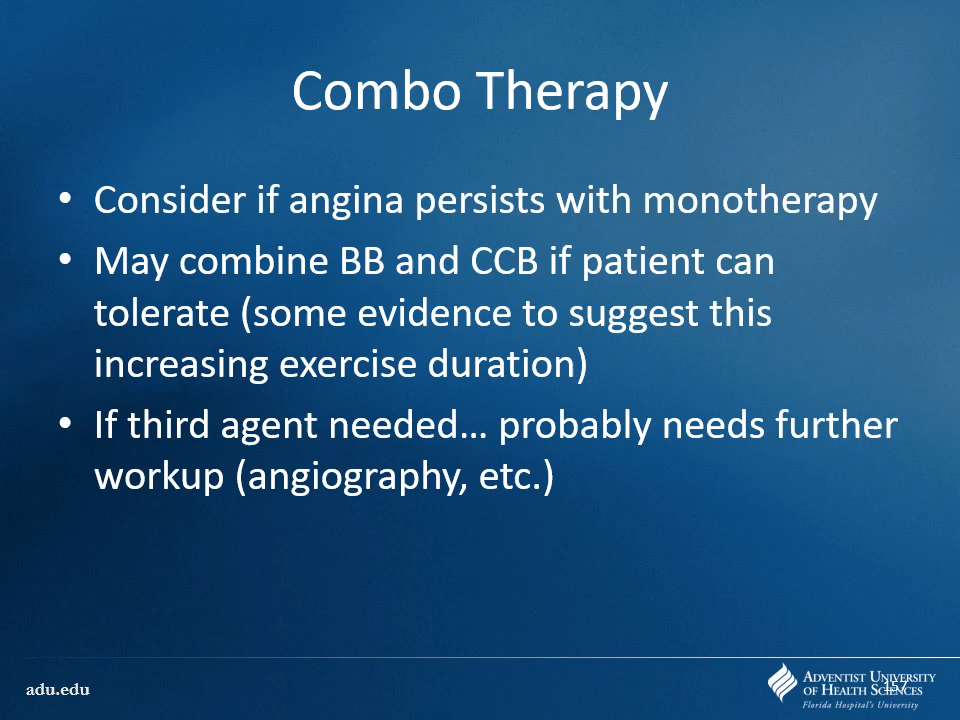 Combo Therapy
• Consider if angina persists with monotherapy
• May combine BB and CCB if patient can
tolerate (some evidence to suggest this
increasing exercise duration)
• If third agent needed… probably needs further
workup (angiography, etc.)
adu.edu
ADVENTIST UNIVERSITY
OF HEALTH SCIENCES
Florida Hospital's University
157